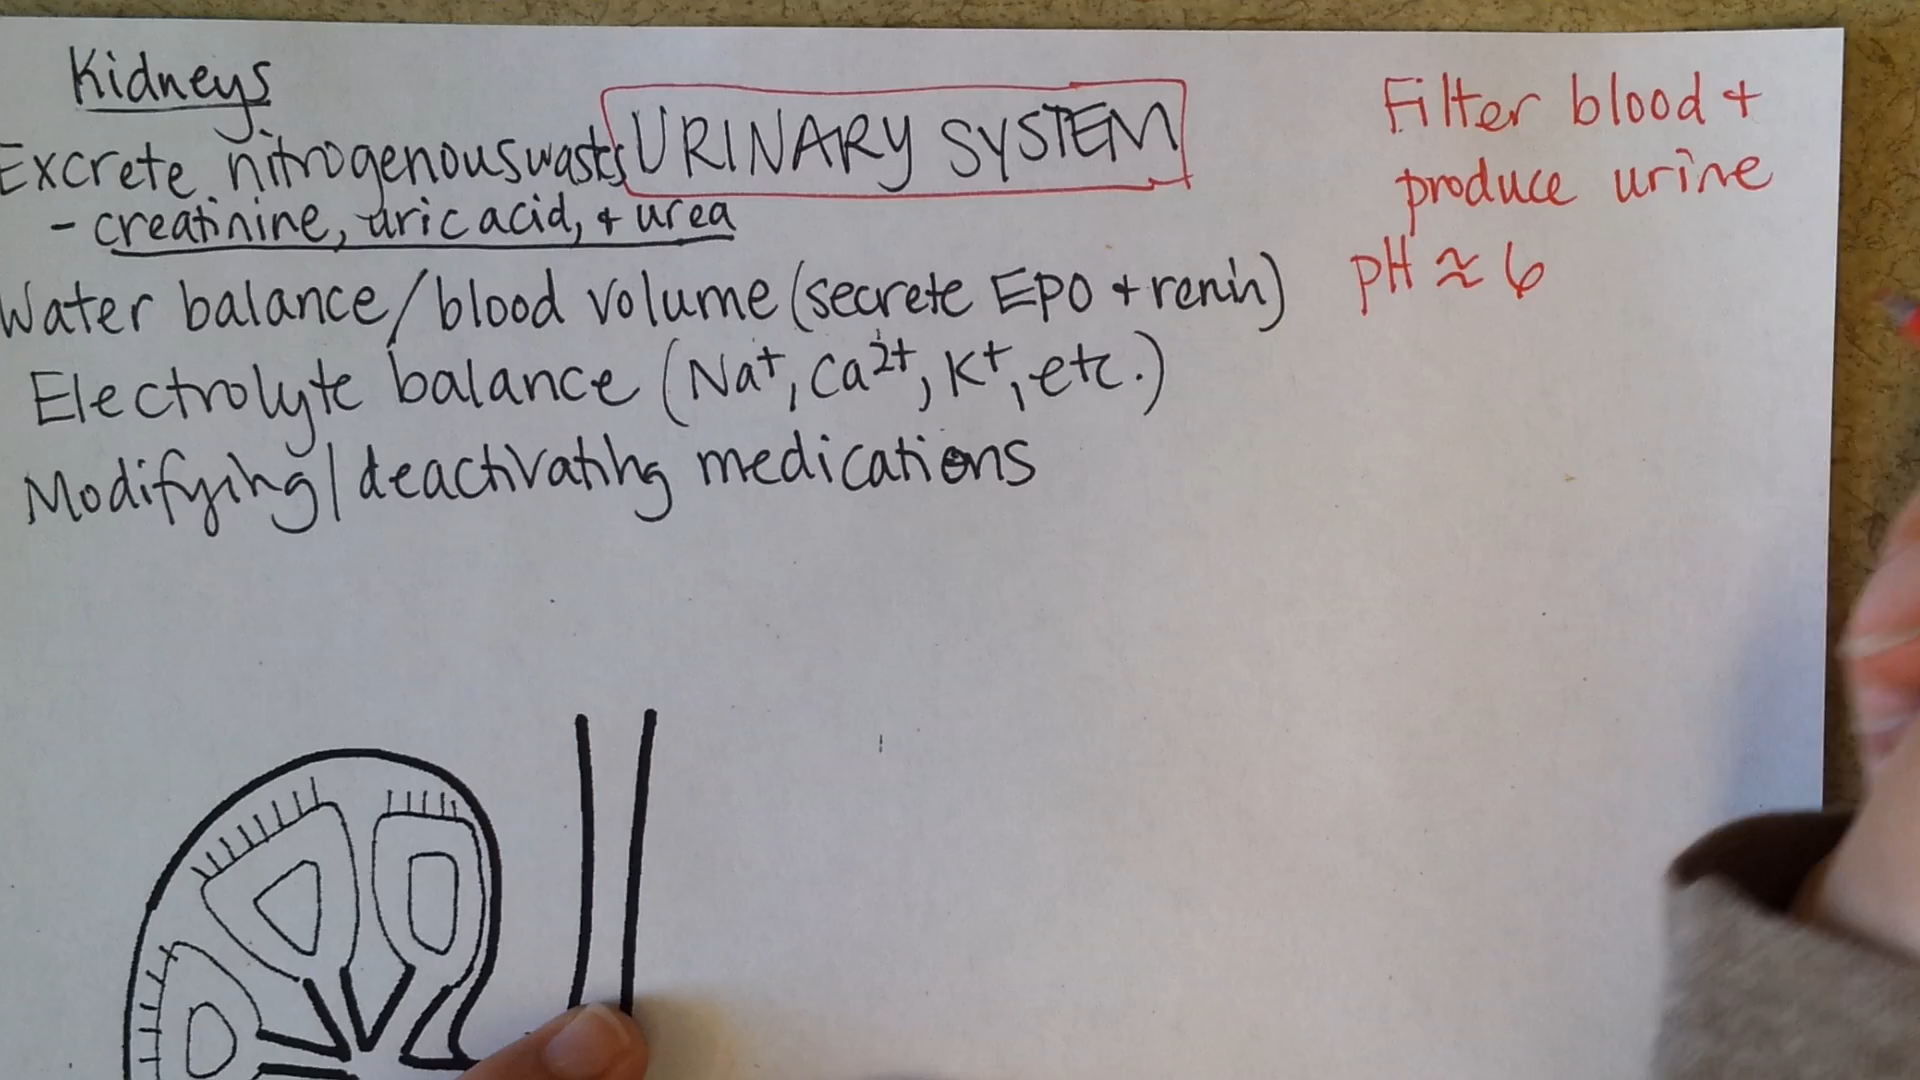 Kidneys
Excrete nitrogenous wasts
- creatinine, uric acid, + urea
URINARY SYSTEM
Water balance/blood volume (secrete EPO + renin)
Electrolyte balance (Na+, Ca2+, K+, etc.)
Modifying/deactivating medications
Filter blood +
produce urine
pH ≈ 6